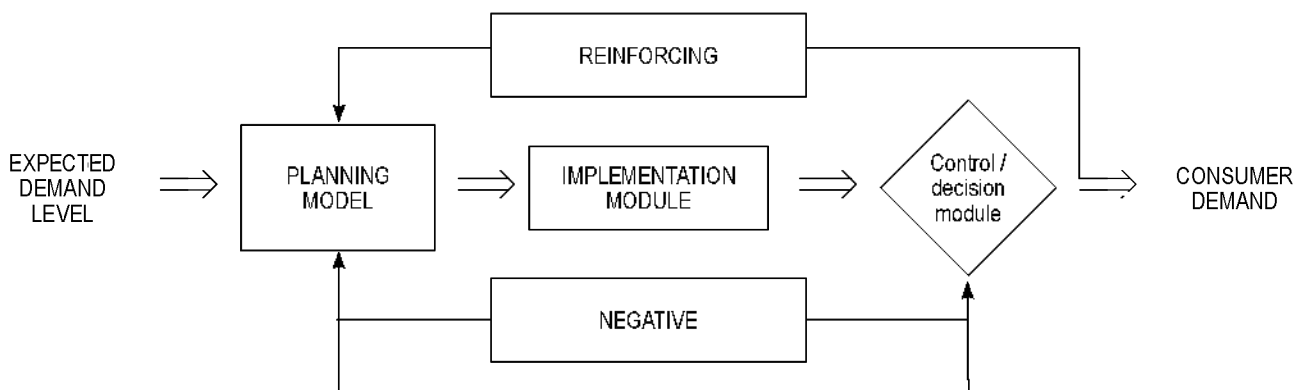 REINFORCING
EXPECTED
DEMAND
LEVEL
PLANNING
MODEL
IMPLEMENTATION
MODULE
Control /
decision
module
CONSUMER
DEMAND
NEGATIVE